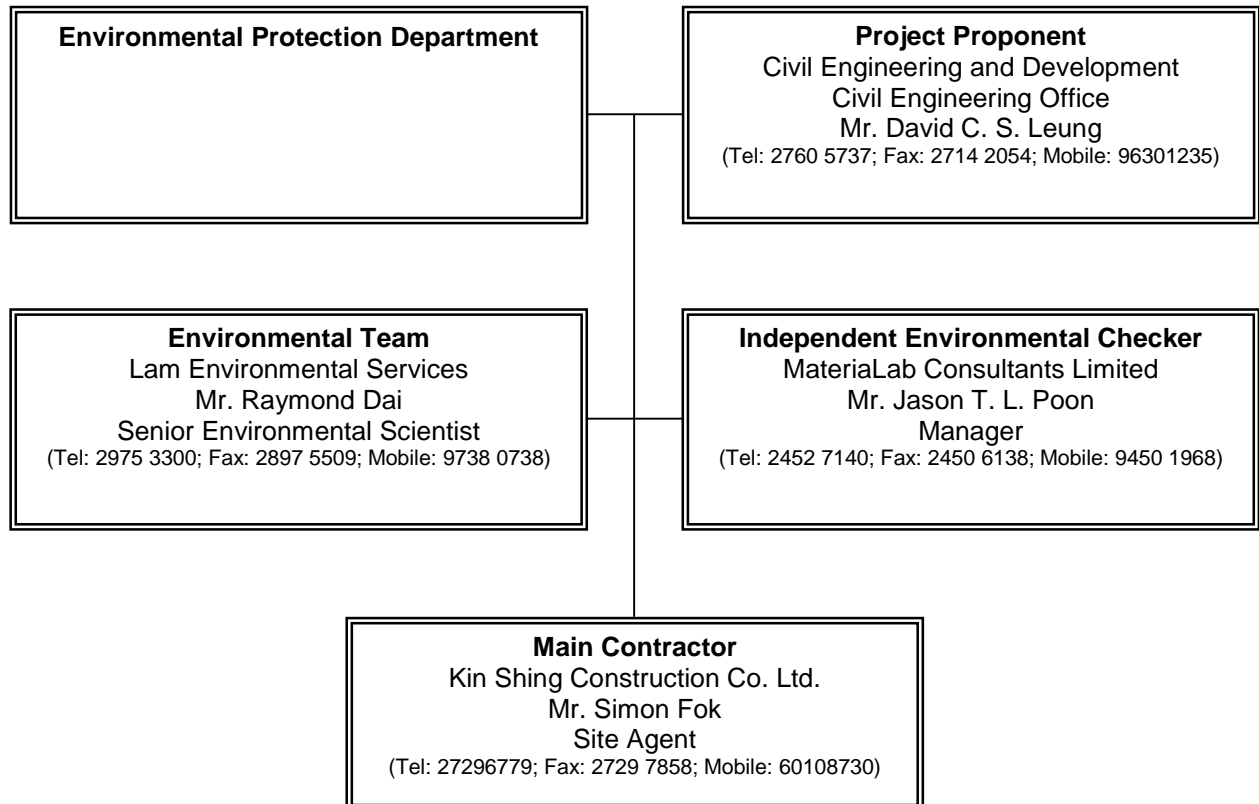 Environmental Protection Department
Project Proponent
Civil Engineering and Development
Civil Engineering Office
Mr. David C. S. Leung
(Tel: 2760 5737; Fax: 2714 2054; Mobile: 96301235)
Environmental Team
Lam Environmental Services
Mr. Raymond Dai
Senior Environmental Scientist
(Tel: 2975 3300; Fax: 2897 5509; Mobile: 9738 0738)
Independent Environmental Checker
MateriaLab Consultants Limited
Mr. Jason T. L. Poon
Manager
(Tel: 2452 7140; Fax: 2450 6138; Mobile: 9450 1968)
Main Contractor
Kin Shing Construction Co. Ltd.
Mr. Simon Fok
Site Agent
(Tel: 27296779; Fax: 2729 7858; Mobile: 60108730)